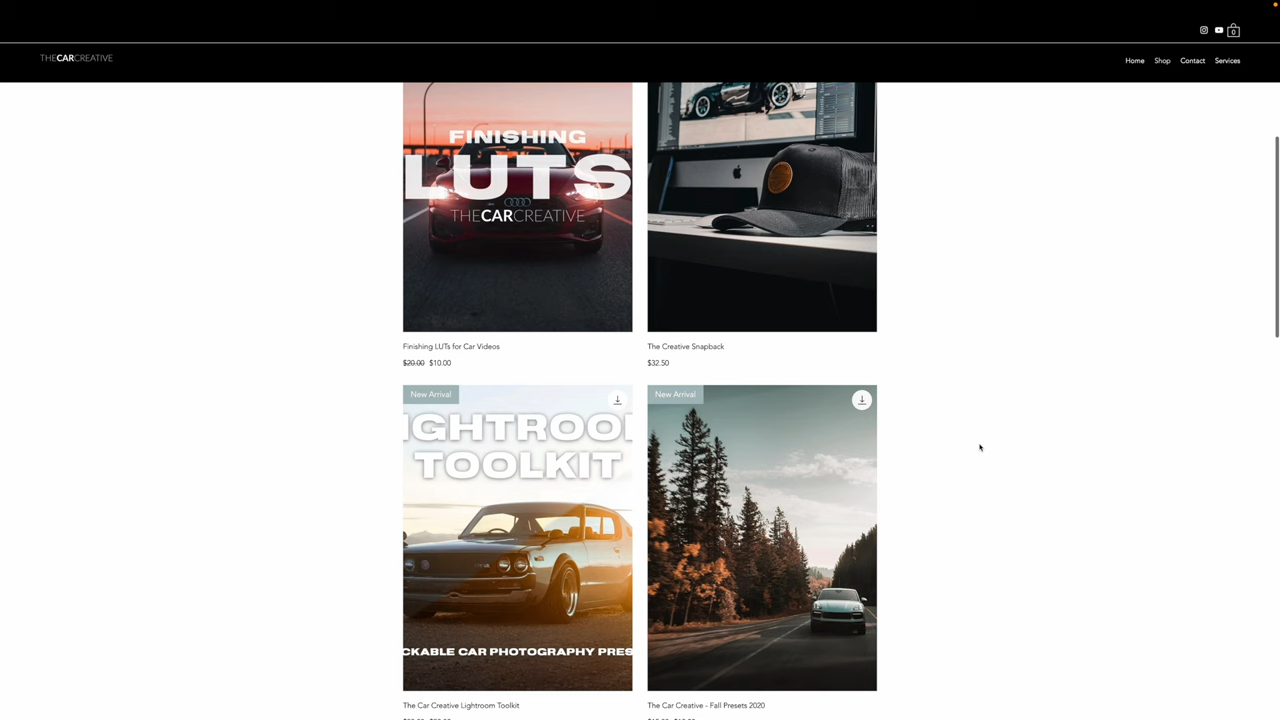 0
THECARCREATIVE
Home Shop Contact Services
FINISHING
LUTS
THECARCREATIVE
Finishing LUTs for Car Videos
$20.00 $10.00
The Creative Snapback
$32.50
New Arrival
IGHTROO
TOOLKIT
CKABLE CAR PHOTOGRAPHY PRES
New Arrival
The Car Creative Lightroom Toolkit
The Car Creative - Fall Presets 2020